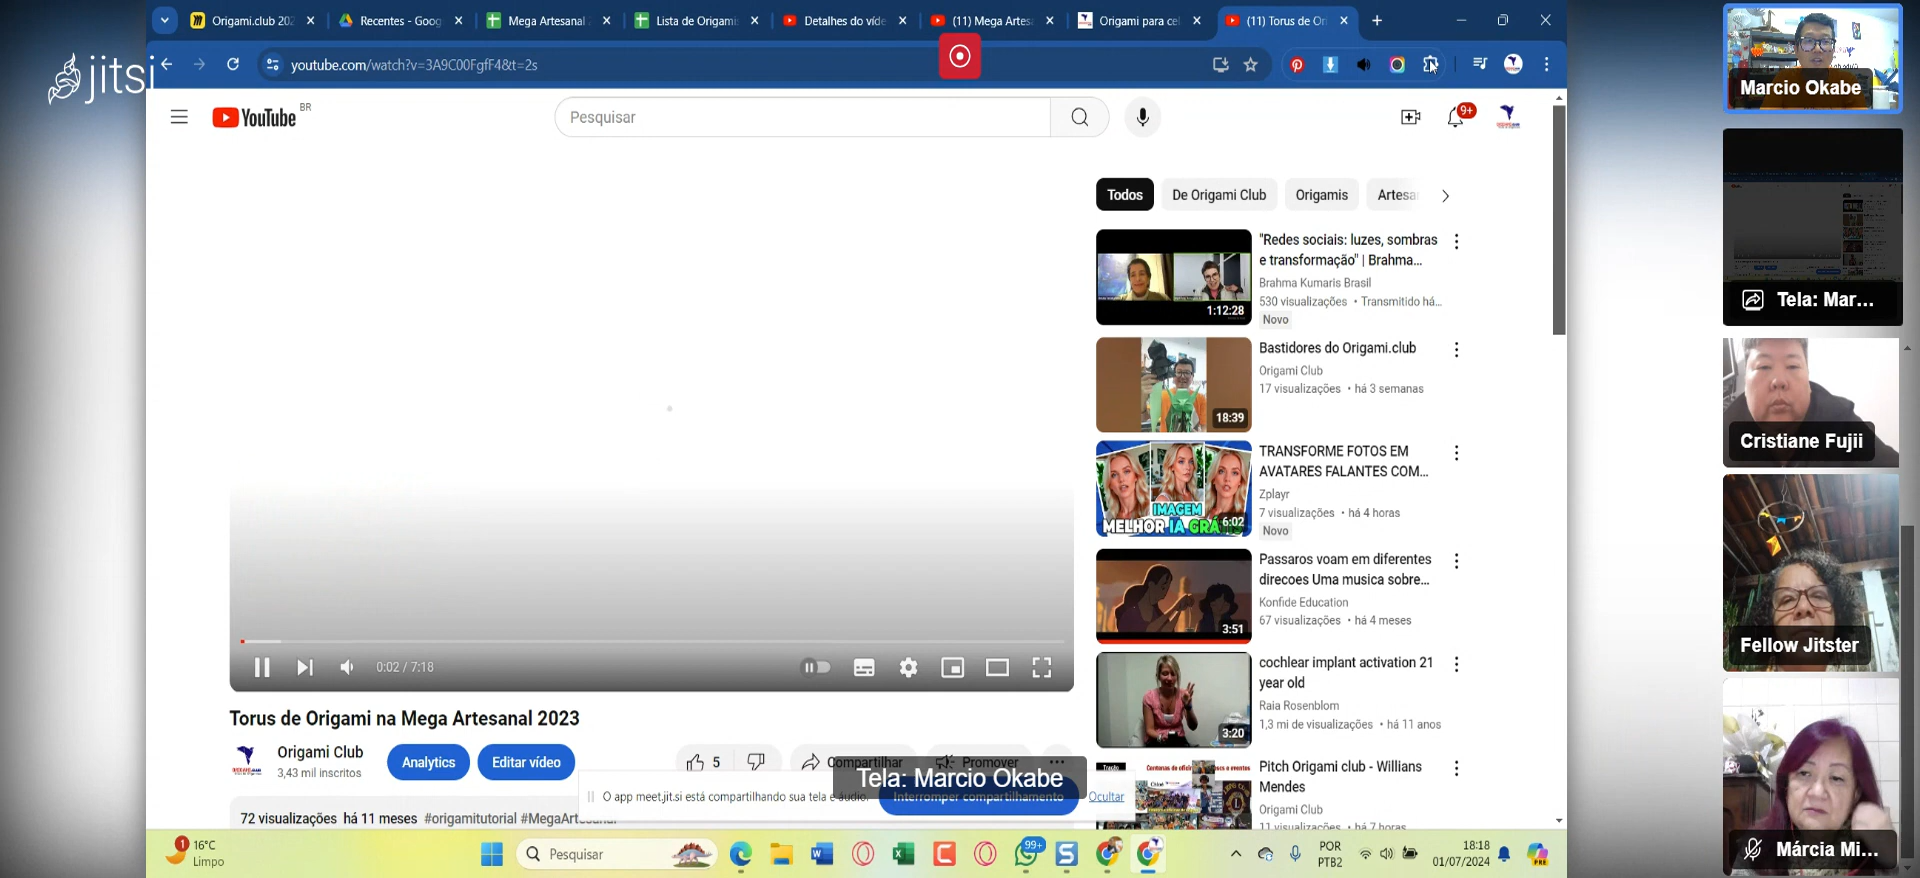 Origami.club 202
Recentes - Goog
Mega Artesanal
Lista de Origami
Detalhes do víde
(11) Mega Artes
Origami para ce
(11) Torus de Or
jitsi
youtube.com/watch?v=3A9C00FgfF4&t=2s
YouTube
BR
Pesquisar
9+
Todos
De Origami Club
Origamis
Artesa
"Redes sociais: luzes, sombras
e transformação" | Brahma...
Brahma Kumaris Brasil
530 visualizações • Transmitido há...
Novo
1:12:28
Bastidores do Origami.club
Origami Club
17 visualizações • há 3 semanas
18:39
TRANSFORME FOTOS EM
AVATARES FALANTES COM...
Zplayr
7 visualizações • há 4 horas
Novo
IMAGEM
MELHOR IA GRÁ
6:02
Passaros voam em diferentes
direcoes Uma musica sobre...
Konfide Education
67 visualizações • há 4 meses
3:51
cochlear implant activation 21
year old
Raia Rosenblom
1,3 mi de visualizações • há 11 anos
3:20
Pitch Origami club - Willians
Mendes
Origami Club
11 visualizações • há 7 horas
0:02 / 7:18
Torus de Origami na Mega Artesanal 2023
Origami Club
3,43 mil inscritos
Analytics
Editar vídeo
5
Compartilhar
Promover
Tela: Marcio Okabe
O app meet.jit.si está compartilhando sua tela e áudio.
Interromper compartilhamento
Ocultar
72 visualizações há 11 meses #origamitutorial
1
16°C
Limpo
Pesquisar
99+
POR
PTB2
18:18
01/07/2024
PRE
Marcio Okabe
Tela: Mar...
Cristiane Fujii
Fellow Jitster
Márcia Mi...